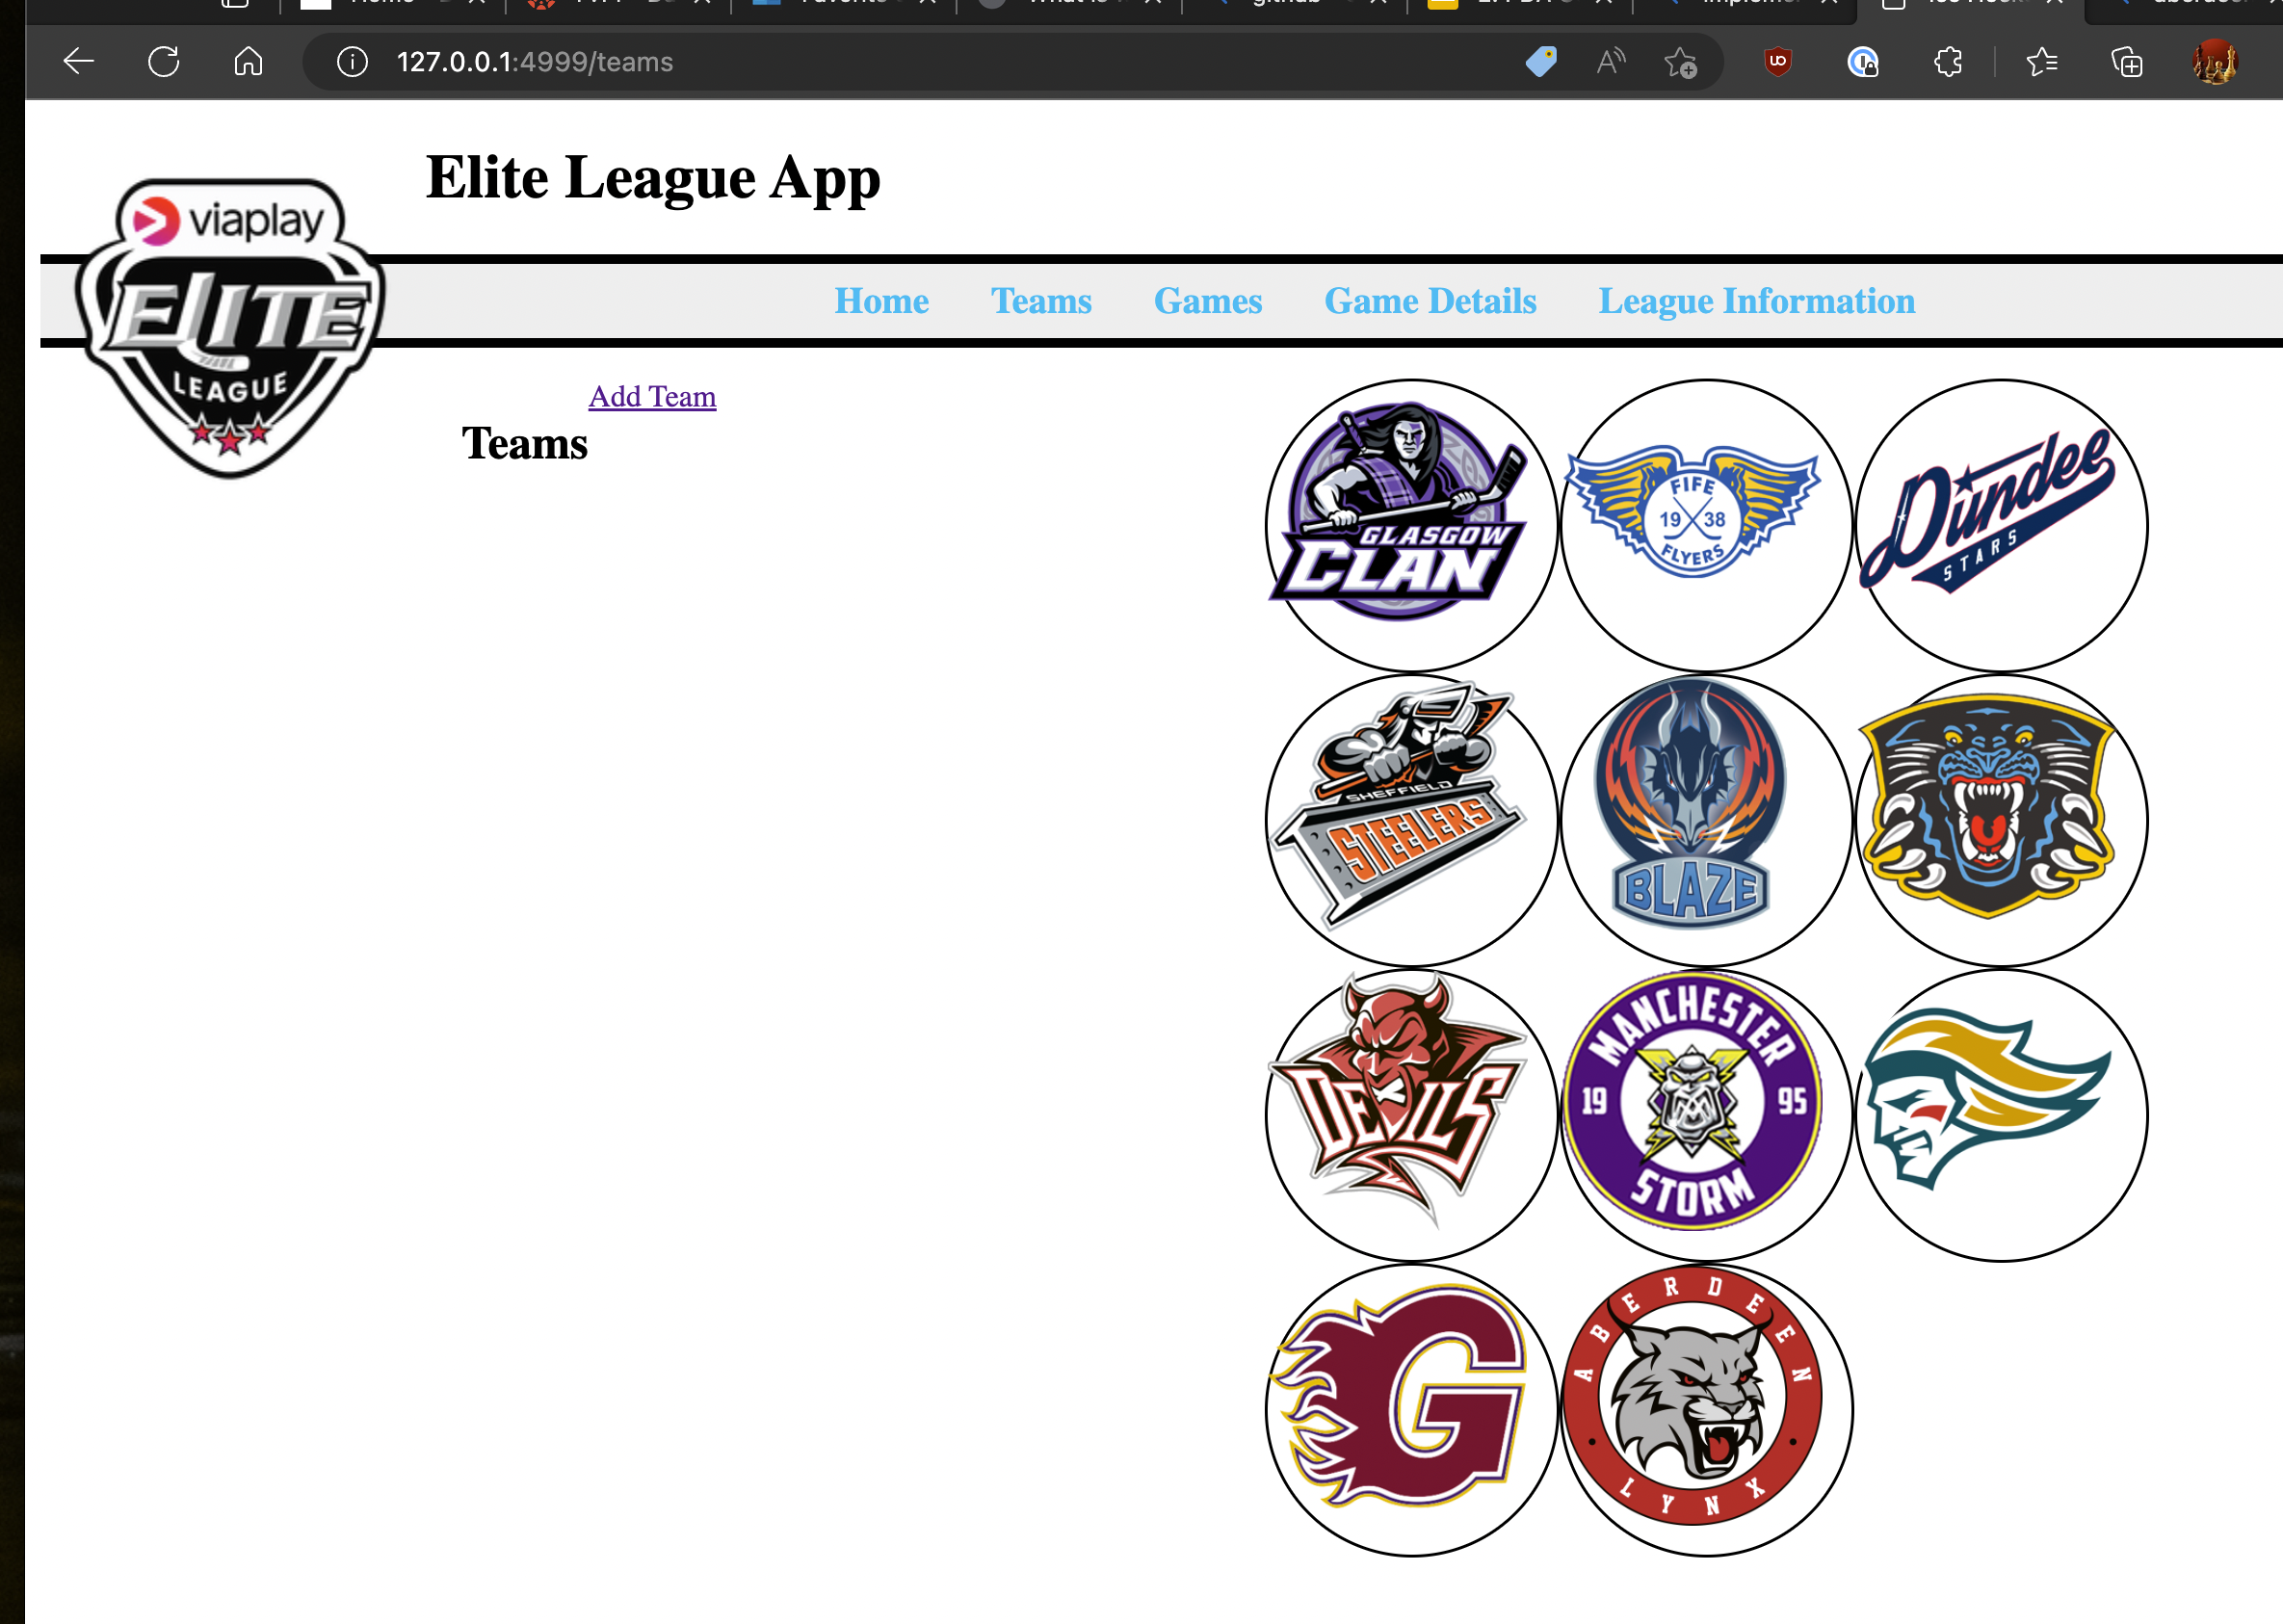 127.0.0.1:4999/teams
Elite League App
viaplay
ELITE
LEAGUE
Home Teams Games Game Details League Information
Add Team
Teams
GLASGOW
CLAN
FIFE
19 38
FLYERS
Dundee
STARS
SHEFFIELD
STEELERS
BLAZE
DEVILS
MANCHESTER
19 95
STORM
G
ABERDEEN
LYNX